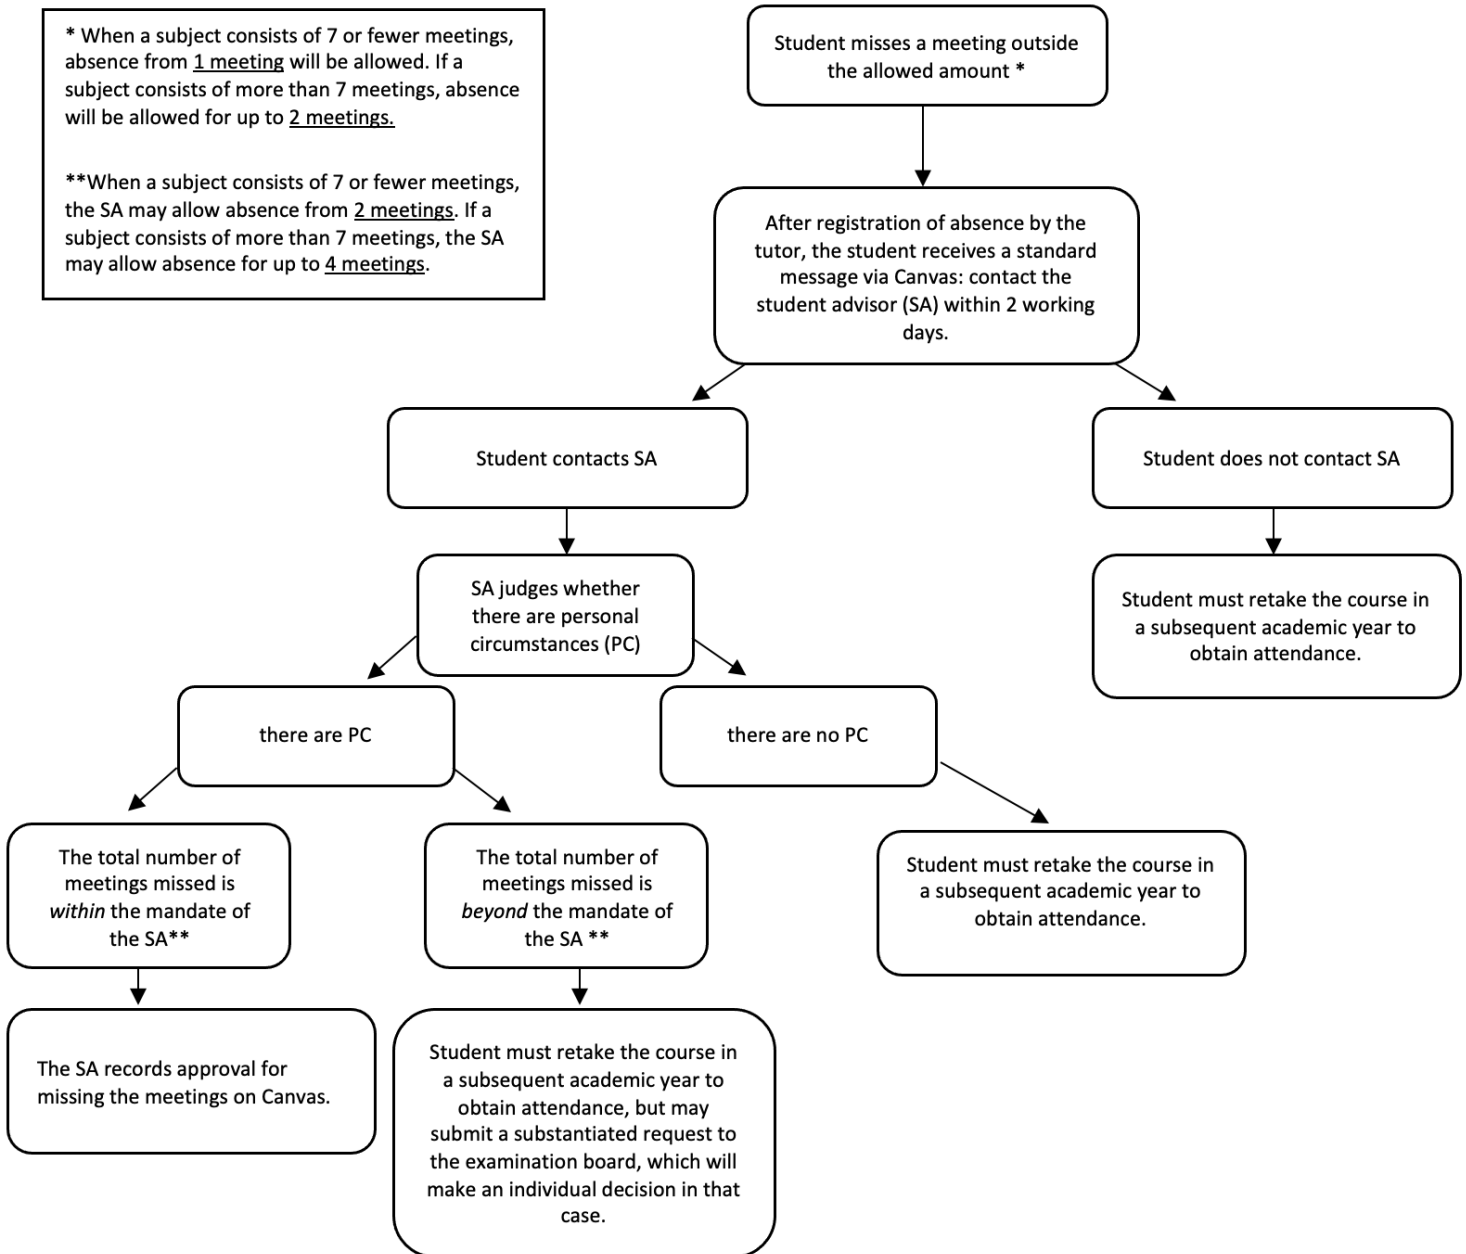 * When a subject consists of 7 or fewer meetings,
absence from 1 meeting will be allowed. If a
subject consists of more than 7 meetings, absence
will be allowed for up to 2 meetings.
**When a subject consists of 7 or fewer meetings,
the SA may allow absence from 2 meetings. If a
subject consists of more than 7 meetings, the SA
may allow absence for up to 4 meetings.
Student misses a meeting outside
the allowed amount *
After registration of absence by the
tutor, the student receives a standard
message via Canvas: contact the
student advisor (SA) within 2 working
days.
Student contacts SA
Student does not contact SA
SA judges whether
there are personal
circumstances (PC)
Student must retake the course in
a subsequent academic year to
obtain attendance.
there are PC
there are no PC
The total number of
meetings missed is
within the mandate of
the SA**
The total number of
meetings missed is
beyond the mandate of
the SA **
Student must retake the course in
a subsequent academic year to
obtain attendance.
The SA records approval for
missing the meetings on Canvas.
Student must retake the course in
a subsequent academic year to
obtain attendance, but may
submit a substantiated request to
the examination board, which will
make an individual decision in that
case.